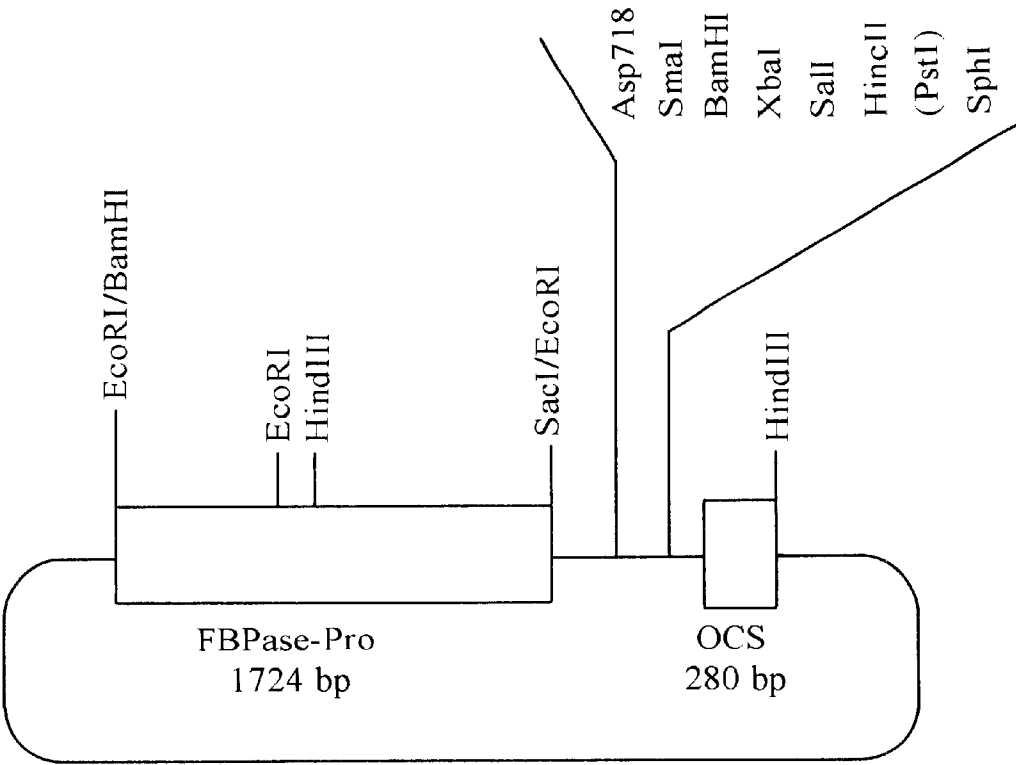 EcoRI/BamHI
EcoRI
HindIII
SacI/EcoRI
Asp718
SmaI
BamHI
XbaI
SalI
HincII
(PstI)
SphI
HindIII
FBPase-Pro
1724 bp
OCS
280 bp